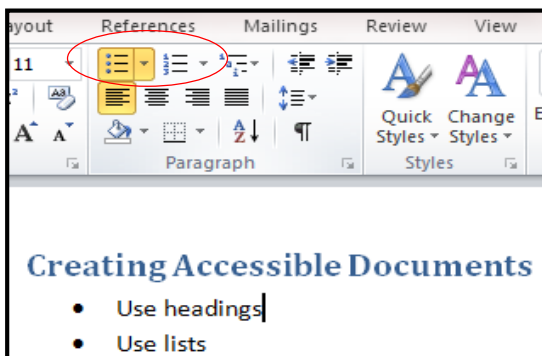 ayout References Mailings Review View
11
Aa
A A
Quick Change
Styles Styles
Paragraph Styles
Creating Accessible Documents
• Use headings
• Use lists